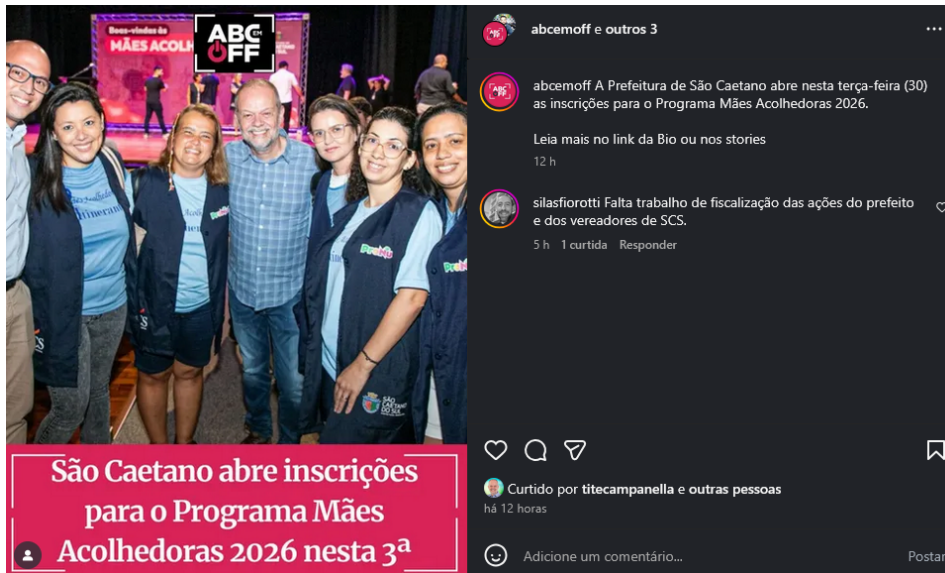 Boas-vindas às
MÃES ACOLH
ABC
EM
OFF
SÃO
CAETANO
DO SUL
São Caetano abre inscrições
para o Programa Mães
Acolhedoras 2026 nesta 3ª
abcemoff e outros 3
abcemoff A Prefeitura de São Caetano abre nesta terça-feira (30)
as inscrições para o Programa Mães Acolhedoras 2026.
Leia mais no link da Bio ou nos stories
12 h
silasfiorotti Falta trabalho de fiscalização das ações do prefeito
e dos vereadores de SCS.
5 h 1 curtida Responder
Curtido por titecampanella e outras pessoas
há 12 horas
Adicione um comentário...
Postar